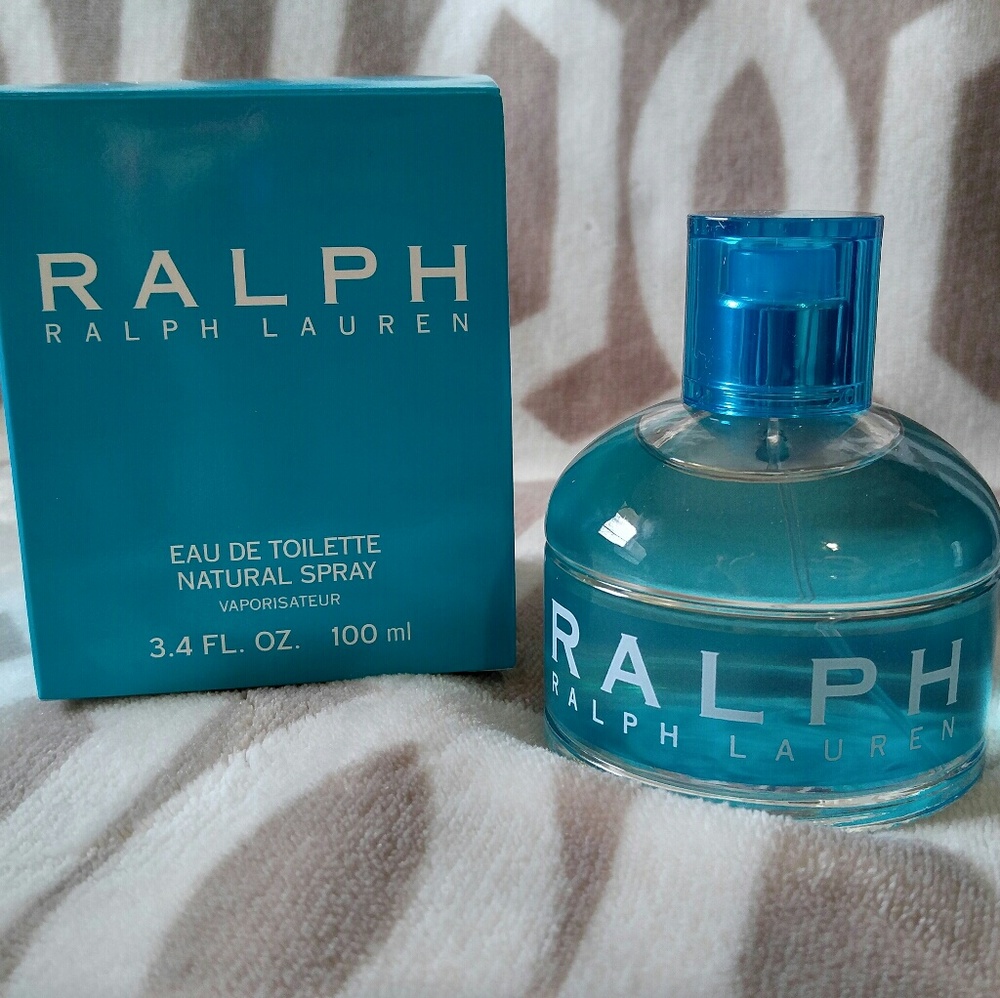 RALPH
RALPH LAUREN
EAU DE TOILETTE
NATURAL SPRAY
VAPORISATEUR
3.4 FL. OZ. 100 ml
RALPH
RALPH LAUREN